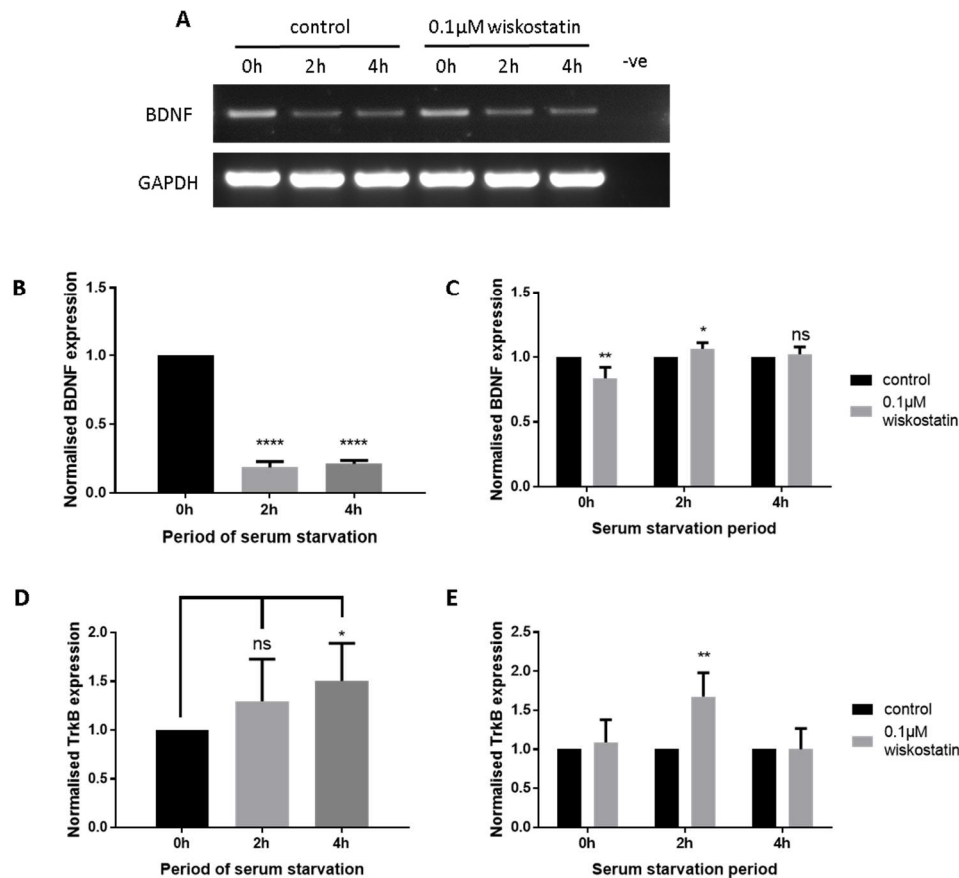 A
control 0.1µM wiskostatin
0h 2h 4h 0h 2h 4h -ve
BDNF
GAPDH
B
Normalised BDNF expression
1.5
1.0
0.5
0.0
**** ****
0h 2h 4h
Period of serum starvation
C
Normalised BDNF expression
1.5
1.0
0.5
0.0
** * ns
0h 2h 4h
Serum starvation period
control
0.1µM
wiskostatin
D
Normalised TrkB expression
2.0
1.5
1.0
0.5
0.0
ns *
0h 2h 4h
Period of serum starvation
E
Normalised TrkB expression
2.5
2.0
1.5
1.0
0.5
0.0
**
0h 2h 4h
Serum starvation period
control
0.1µM
wiskostatin